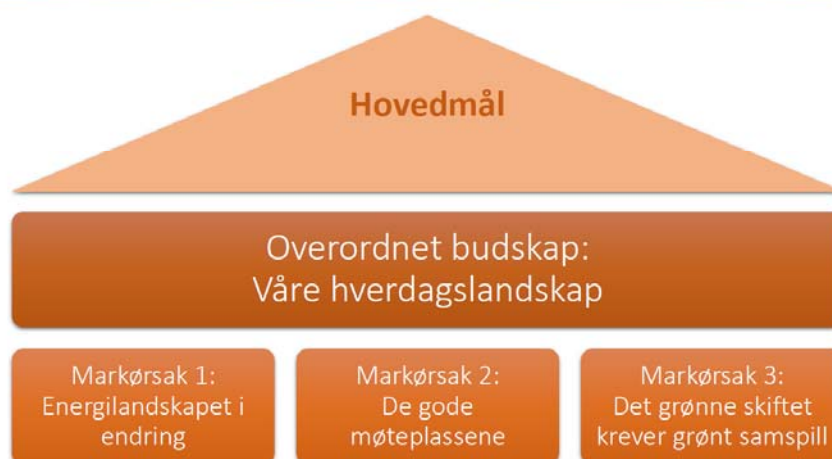 Hovedmål
Overordnet budskap:
Våre hverdagslandskap
Markørsak 1:
Energilandskapet i
endring
Markørsak 2:
De gode
møteplassene
Markørsak 3:
Det grønne skiftet
krever grønt samspill